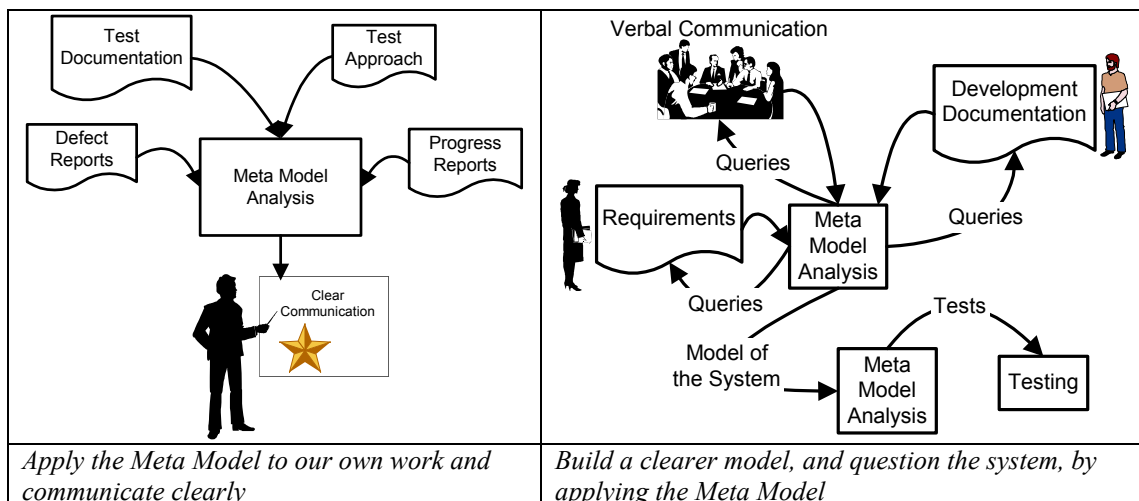 Test
Documentation
Test
Approach
Defect
Reports
Progress
Reports
Meta Model
Analysis
Clear
Communication
Apply the Meta Model to our own work and
communicate clearly
Verbal Communication
Development
Documentation
Queries
Requirements
Meta
Model
Analysis
Queries
Queries
Tests
Model of
the System
Meta
Model
Analysis
Testing
Build a clearer model, and question the system, by
applying the Meta Model